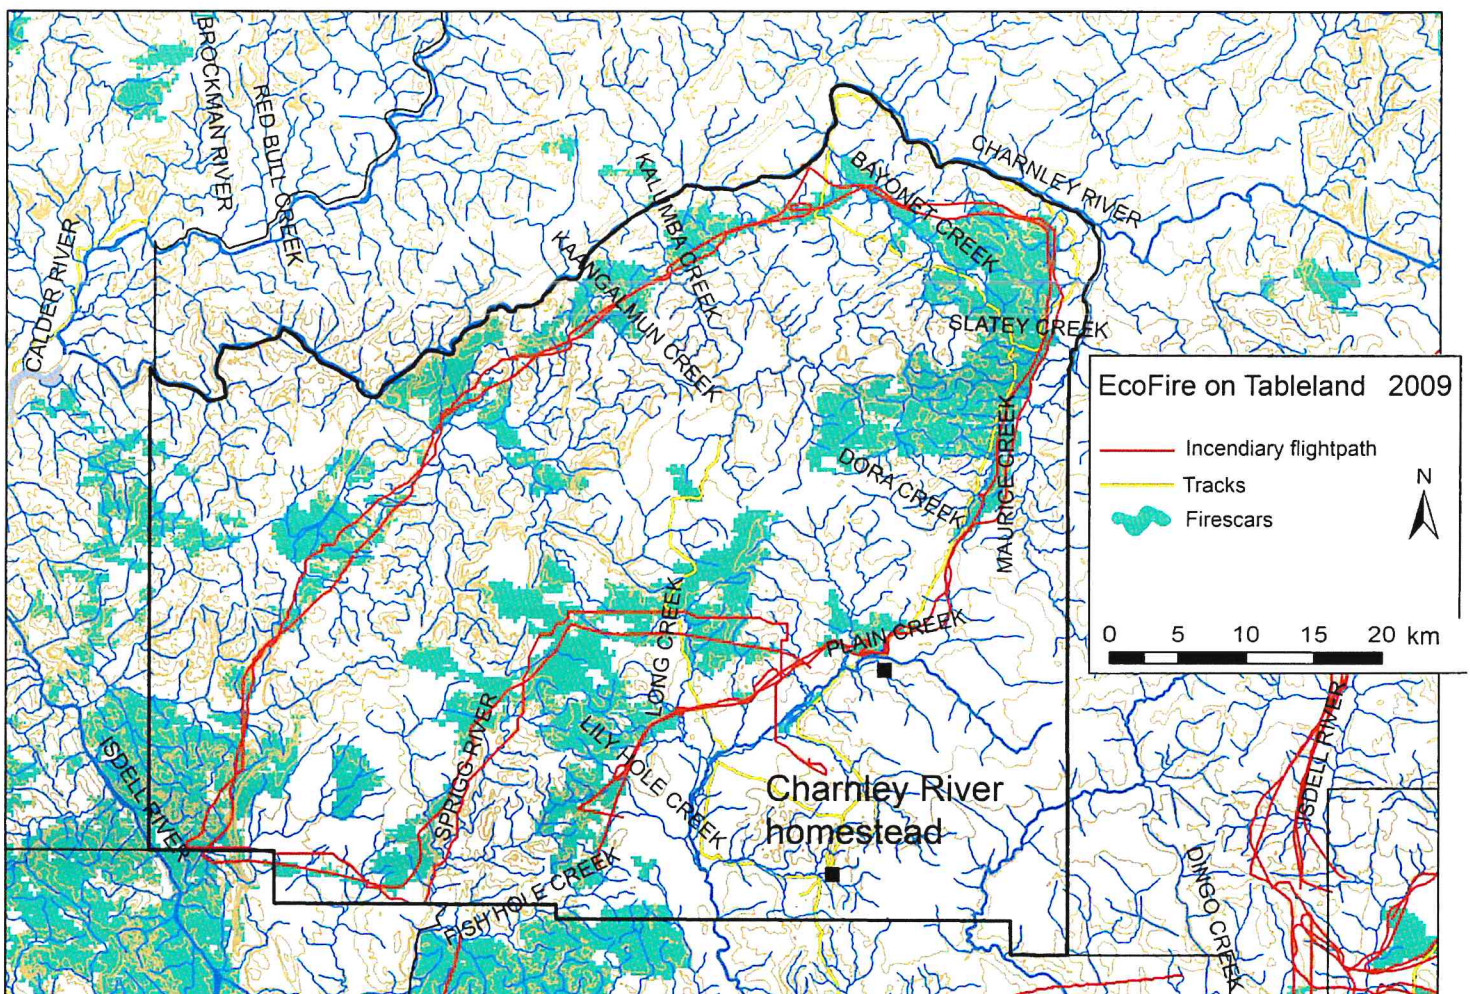 BROCKMAN RIVER
RED BULL CREEK
CALDER RIVER
KALUMBA CREEK
KAANGALMUN CREEK
BAYONET CREEK
CHARNLEY RIVER
SLATEY CREEK
MAURICE CREEK
DORA CREEK
PLAIN CREEK
LONG CREEK
SPRIGG RIVER
LILY HOLE CREEK
FISH HOLE CREEK
ISDELL RIVER
Charnley River
homestead
ISDELL RIVER
DINGO CREEK
EcoFire on Tableland 2009
Incendiary flightpath
Tracks
Firescars
N
0 5 10 15 20 km